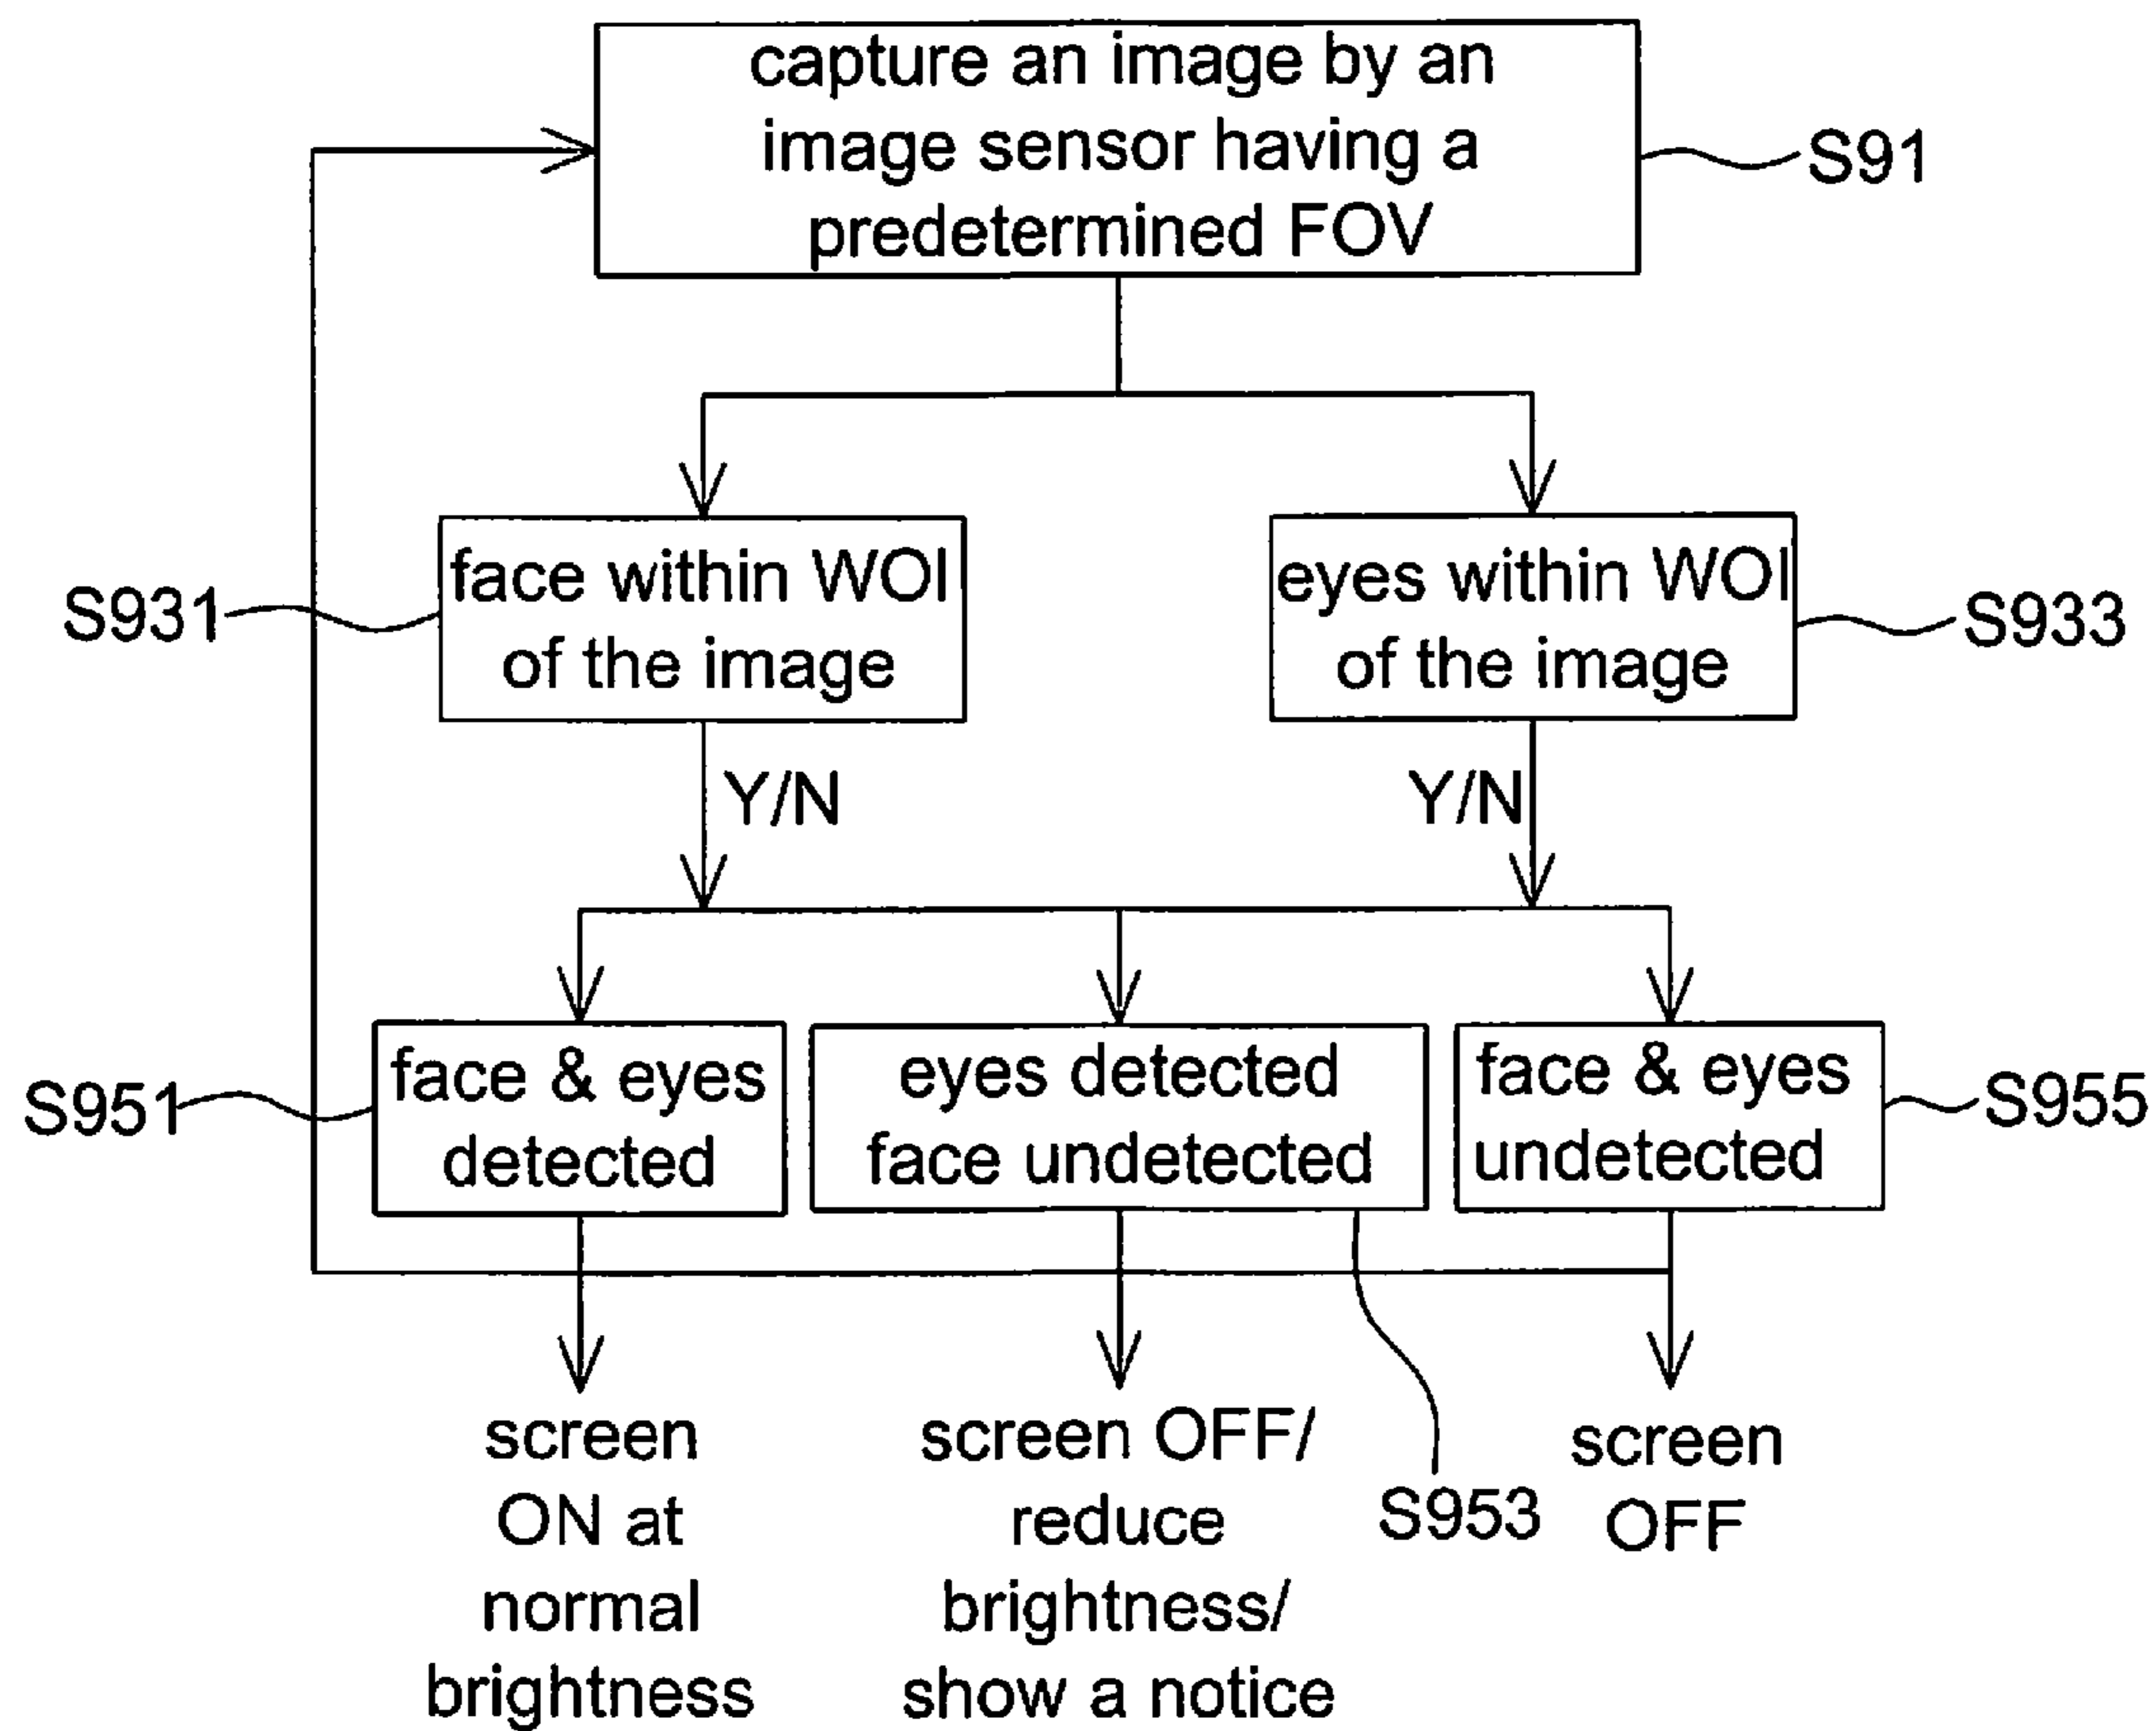 capture an image by an
image sensor having a
predetermined FOV
S91
face within WOI
of the image
S931
eyes within WOI
of the image
S933
Y/N
Y/N
face & eyes
detected
S951
eyes detected
face undetected
face & eyes
undetected
S955
screen
ON at
normal
brightness
screen OFF/
reduce
brightness/
show a notice
S953
screen
OFF